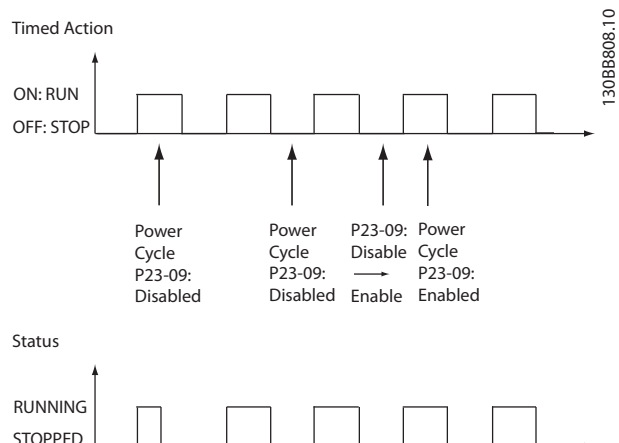 Timed Action
130BB808.10
ON: RUN
OFF: STOP
Power
Cycle
P23-09:
Disabled
Power
Cycle
P23-09:
Disabled
P23-09:
Disable
Enable
Power
Cycle
P23-09:
Enabled
Status
RUNNING
STOPPED